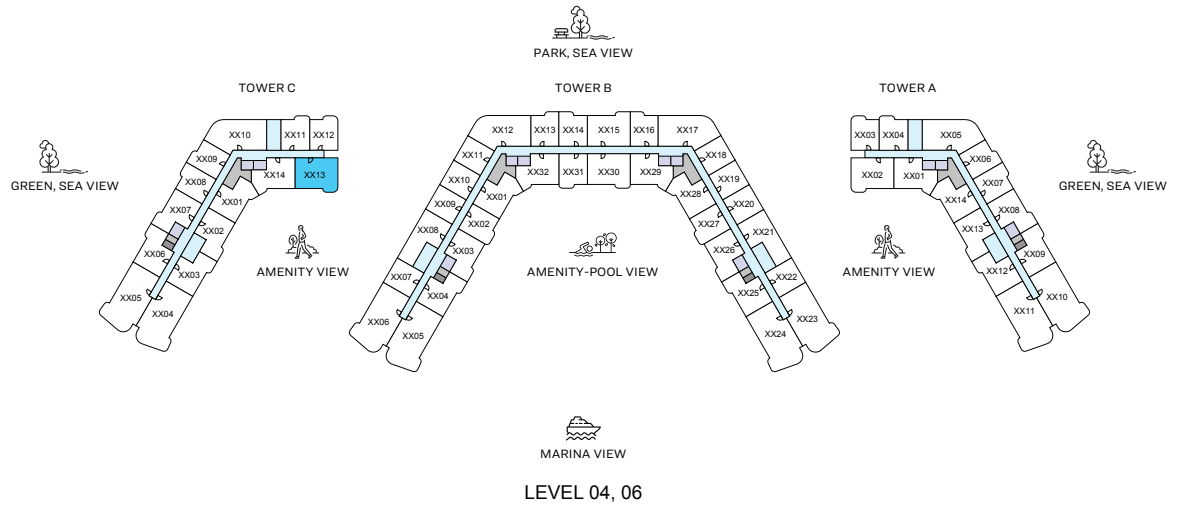 PARK, SEA VIEW
TOWER C
TOWER B
TOWER A
GREEN, SEA VIEW
GREEN, SEA VIEW
XX10
XX11
XX12
XX09
XX13
XX14
XX08
XX01
XX07
XX02
XX06
XX03
XX05
XX04
AMENITY VIEW
XX12
XX13
XX14
XX15
XX16
XX17
XX11
XX18
XX32
XX31
XX30
XX29
XX10
XX19
XX01
XX28
XX09
XX20
XX02
XX27
XX08
XX21
XX03
XX26
XX07
XX22
XX04
XX25
XX06
XX23
XX05
XX24
AMENITY-POOL VIEW
XX03
XX04
XX05
XX06
XX02
XX01
XX07
XX14
XX08
XX13
XX09
XX12
XX10
XX11
AMENITY VIEW
MARINA VIEW
LEVEL 04, 06